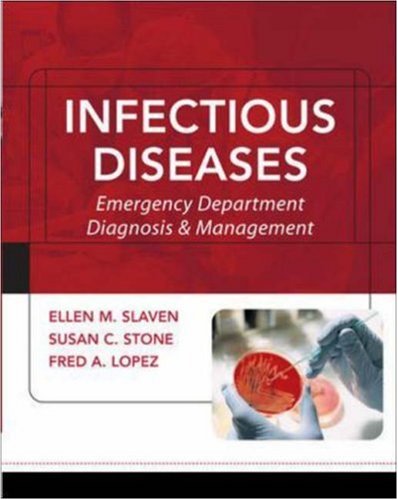 INFECTIOUS
DISEASES
Emergency Department
Diagnosis & Management
ELLEN M. SLAVEN
SUSAN C. STONE
FRED A. LOPEZ